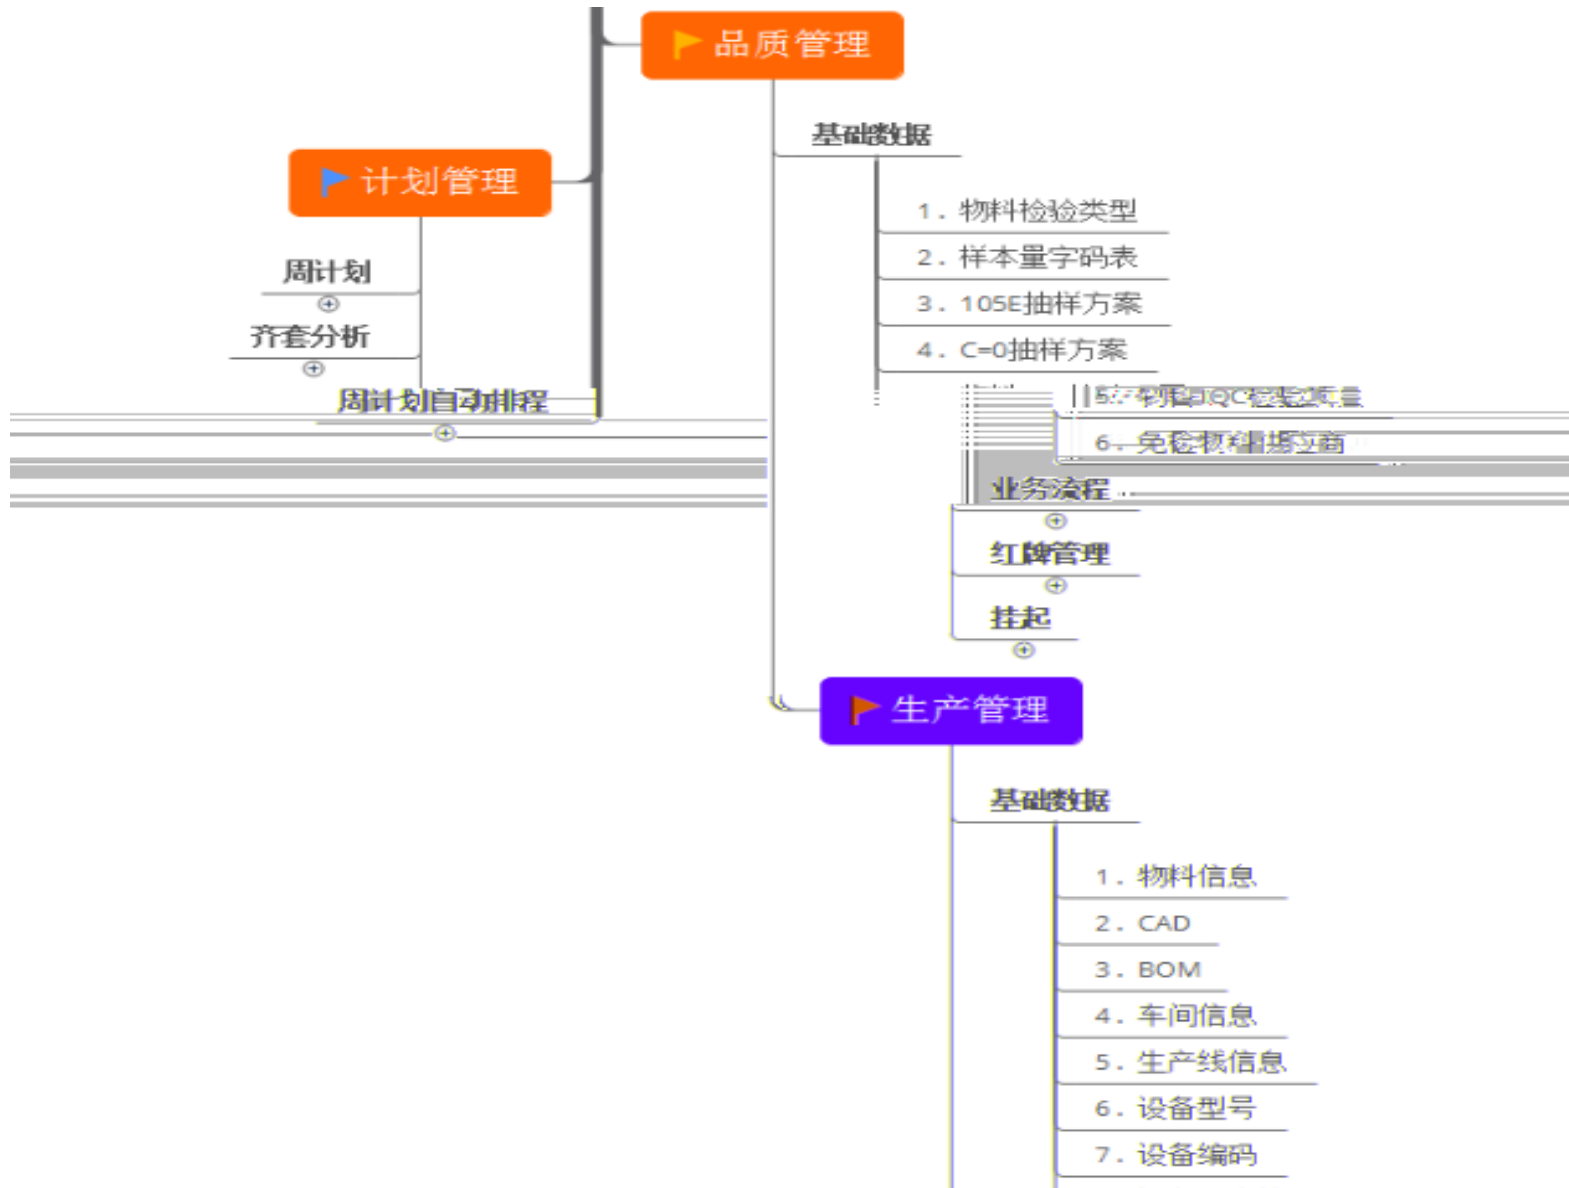 品质管理
基础数据
1. 物料检验类型
2. 样本量字码表
3. 105E抽样方案
4. C=0抽样方案
6. 免检物料供应商
业务流程
红牌管理
挂起
计划管理
周计划
齐套分析
周计划自动排程
生产管理
基础数据
1. 物料信息
2. CAD
3. BOM
4. 车间信息
5. 生产线信息
6. 设备型号
7. 设备编码